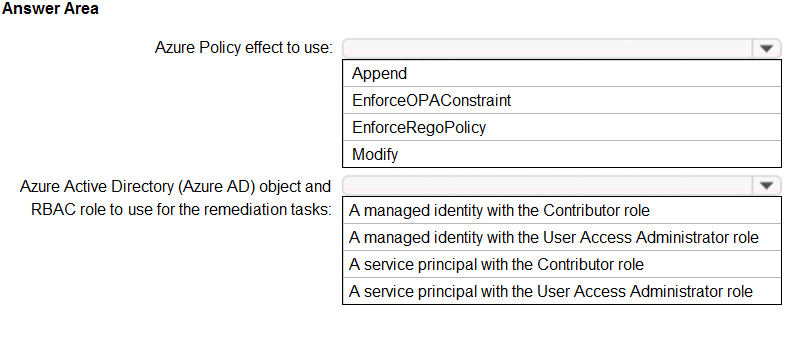 Answer Area
Azure Policy effect to use:
Append
EnforceOPAConstraint
EnforceRegoPolicy
Modify
Azure Active Directory (Azure AD) object and
RBAC role to use for the remediation tasks:
A managed identity with the Contributor role
A managed identity with the User Access Administrator role
A service principal with the Contributor role
A service principal with the User Access Administrator role